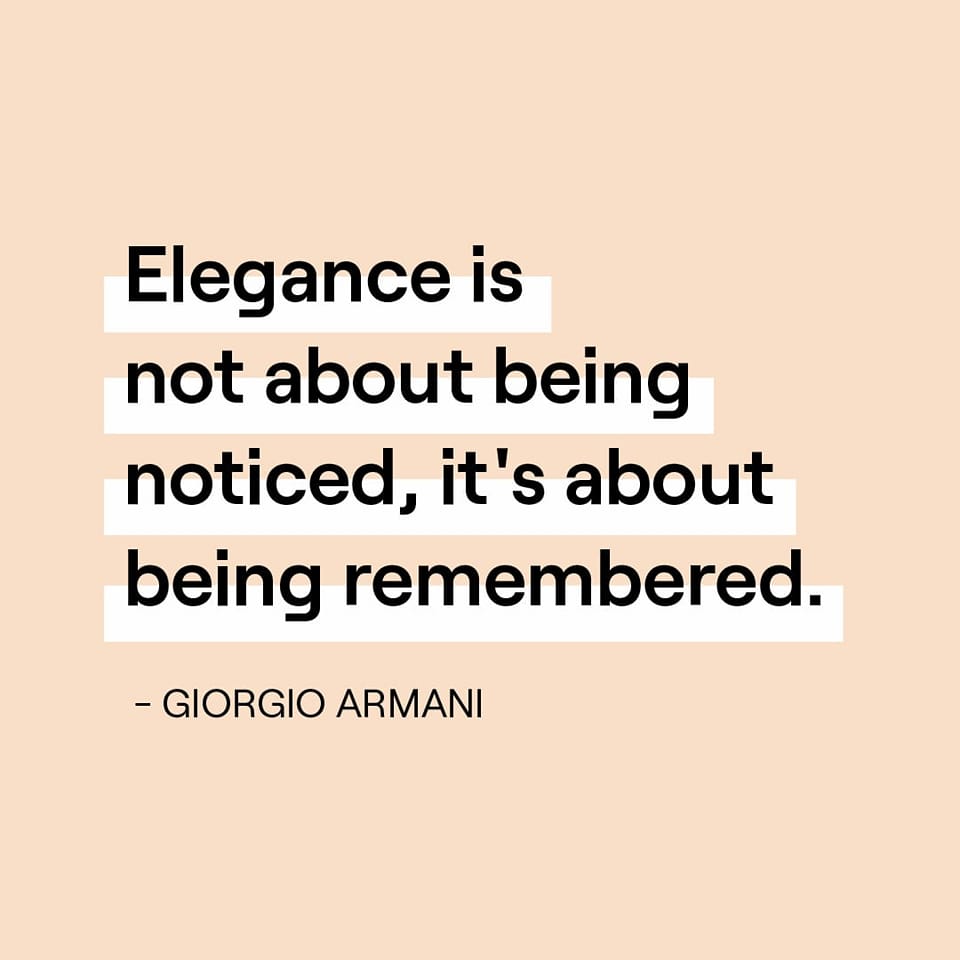 Elegance is
not about being
noticed, it's about
being remembered.
- GIORGIO ARMANI